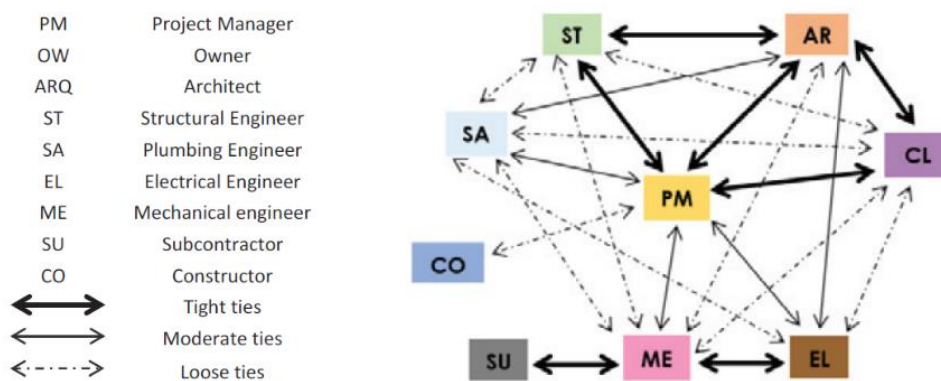 PM Project Manager
OW Owner
ARQ Architect
ST Structural Engineer
SA Plumbing Engineer
EL Electrical Engineer
ME Mechanical engineer
SU Subcontractor
CO Constructor
Tight ties
Moderate ties
Loose ties
ST
AR
SA
CL
PM
CO
SU
ME
EL